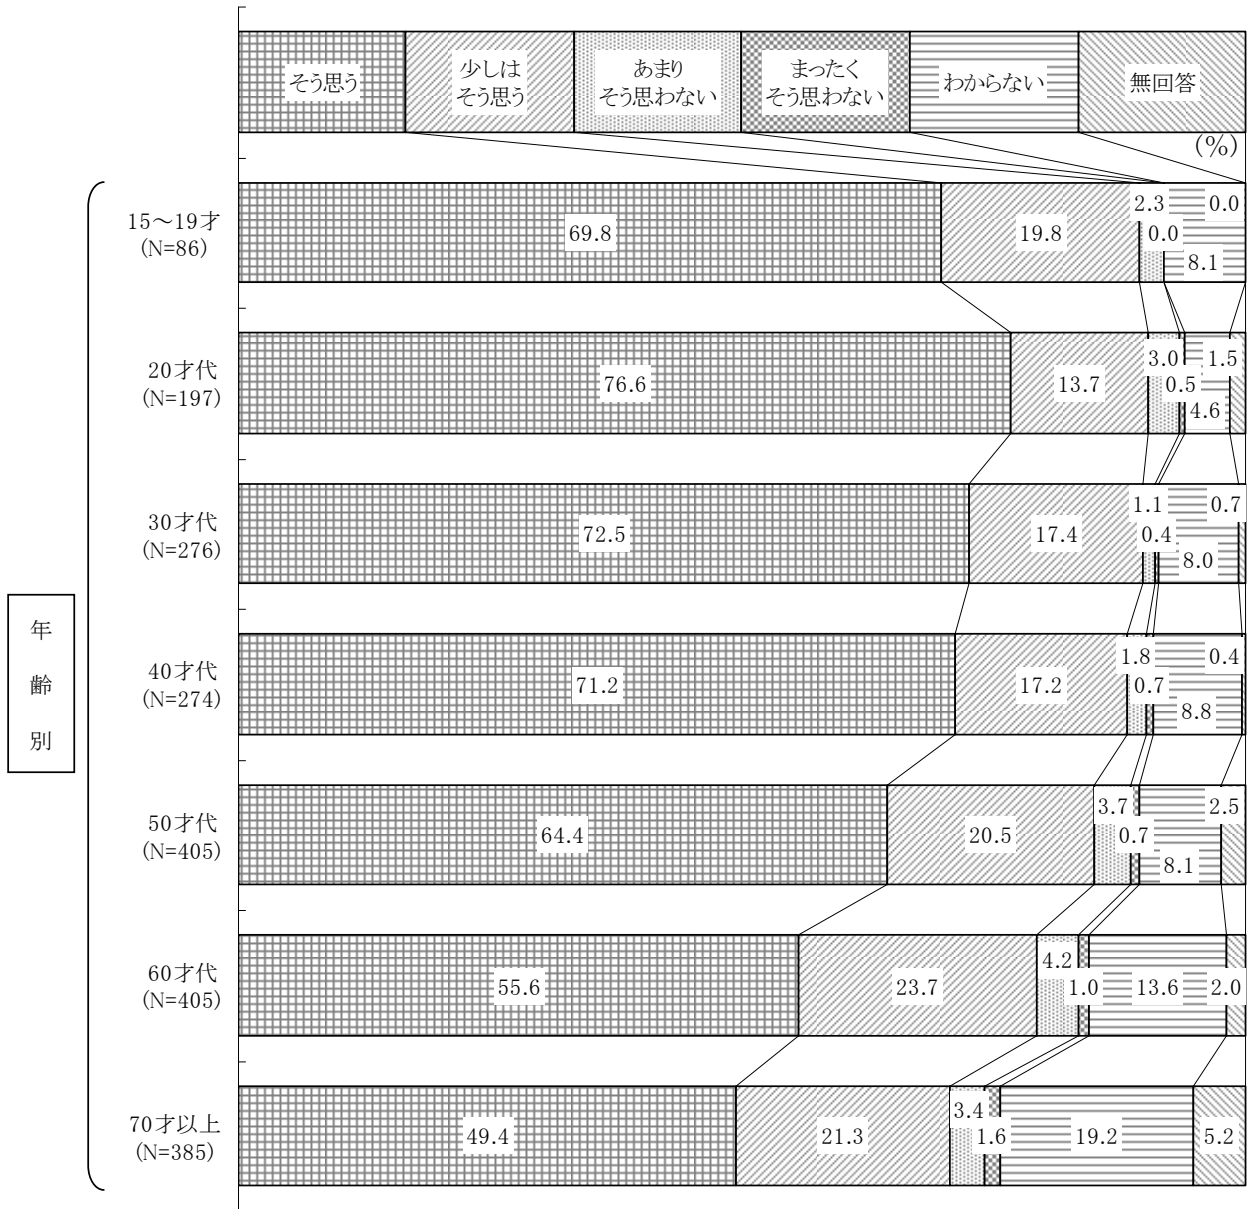 そう思う
少しは
そう思う
あまり
そう思わない
まったく
そう思わない
わからない
無回答
(%)
年
齢
別
15～19才
(N=86)
69.8
19.8
2.3
0.0
8.1
0.0
20才代
(N=197)
76.6
13.7
3.0
0.5
4.6
1.5
30才代
(N=276)
72.5
17.4
1.1
0.4
8.0
0.7
40才代
(N=274)
71.2
17.2
1.8
0.7
8.8
0.4
50才代
(N=405)
64.4
20.5
3.7
0.7
8.1
2.5
60才代
(N=405)
55.6
23.7
4.2
1.0
13.6
2.0
70才以上
(N=385)
49.4
21.3
3.4
1.6
19.2
5.2